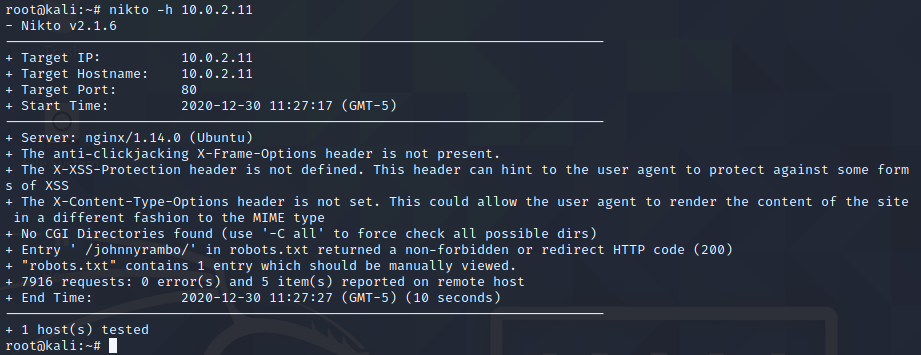 root@kali:~# nikto -h 10.0.2.11
- Nikto v2.1.6
---------------------------------------------------------------------------
+ Target IP:          10.0.2.11
+ Target Hostname:    10.0.2.11
+ Target Port:        80
+ Start Time:         2020-12-30 11:27:17 (GMT-5)
---------------------------------------------------------------------------
+ Server: nginx/1.14.0 (Ubuntu)
+ The anti-clickjacking X-Frame-Options header is not present.
+ The X-XSS-Protection header is not defined. This header can hint to the user agent to protect against some form
s of XSS
+ The X-Content-Type-Options header is not set. This could allow the user agent to render the content of the site
 in a different fashion to the MIME type
+ No CGI Directories found (use '-C all' to force check all possible dirs)
+ Entry ' /johnnyrambo/' in robots.txt returned a non-forbidden or redirect HTTP code (200)
+ "robots.txt" contains 1 entry which should be manually viewed.
+ 7916 requests: 0 error(s) and 5 item(s) reported on remote host
+ End Time:           2020-12-30 11:27:27 (GMT-5) (10 seconds)
---------------------------------------------------------------------------
+ 1 host(s) tested
root@kali:~#